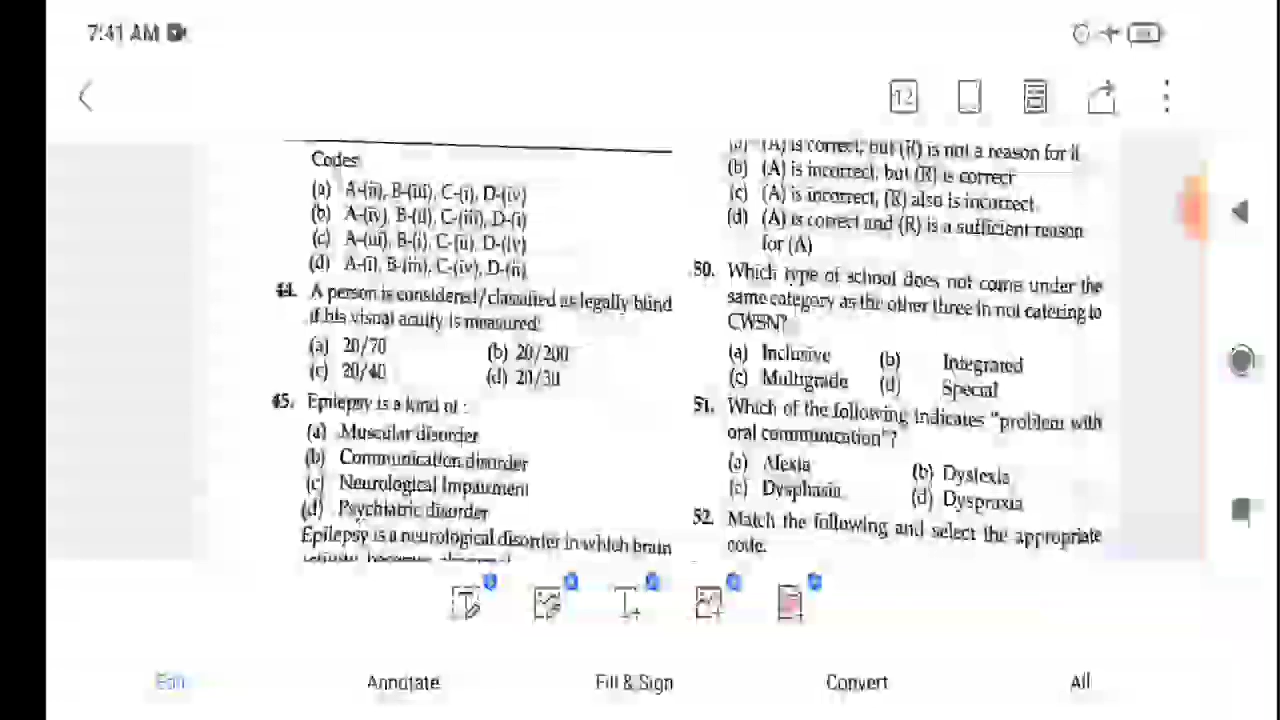 7:41 AM
12
Codes
(a) A-(ii), B-(iii), C-(i), D-(iv)
(b) A-(iv), B-(ii), C-(iii), D-(i)
(c) A-(iii), B-(i), C-(ii), D-(iv)
(d) A-(i), B-(iii), C-(iv), D-(ii)
44. A person is considered/classified as legally blind
if his visual acuity is measured:
(a) 20/70 (b) 20/200
(c) 20/40 (d) 20/30
45. Epilepsy is a kind of :
(a) Muscular disorder
(b) Communication disorder
(c) Neurological Impairment
(d) Psychiatric disorder
Epilepsy is a neurological disorder in which brain
activity becomes abnormal
(A) is correct, but (R) is not a reason for it
(b) (A) is incorrect, but (R) is correct
(c) (A) is incorrect, (R) also is incorrect.
(d) (A) is correct and (R) is a sufficient reason
for (A)
50. Which type of school does not come under the
same category as the other three in not catering to
CWSN?
(a) Inclusive (b) Integrated
(c) Multigrade (d) Special
51. Which of the following indicates "problem with
oral communication"?
(a) Alexia (b) Dyslexia
(c) Dysphasia (d) Dyspraxia
52. Match the following and select the appropriate
code.
Edit Annotate Fill & Sign Convert All